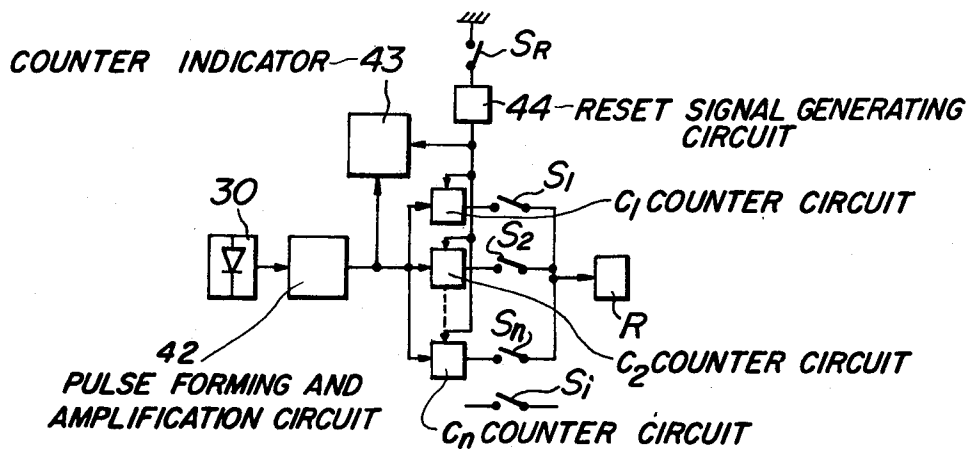 SR
COUNTER INDICATOR 43
44 RESET SIGNAL GENERATING
CIRCUIT
S1
C1 COUNTER CIRCUIT
30
S2
R
C2 COUNTER CIRCUIT
Sn
42
PULSE FORMING AND
AMPLIFICATION CIRCUIT
Si
Cn COUNTER CIRCUIT